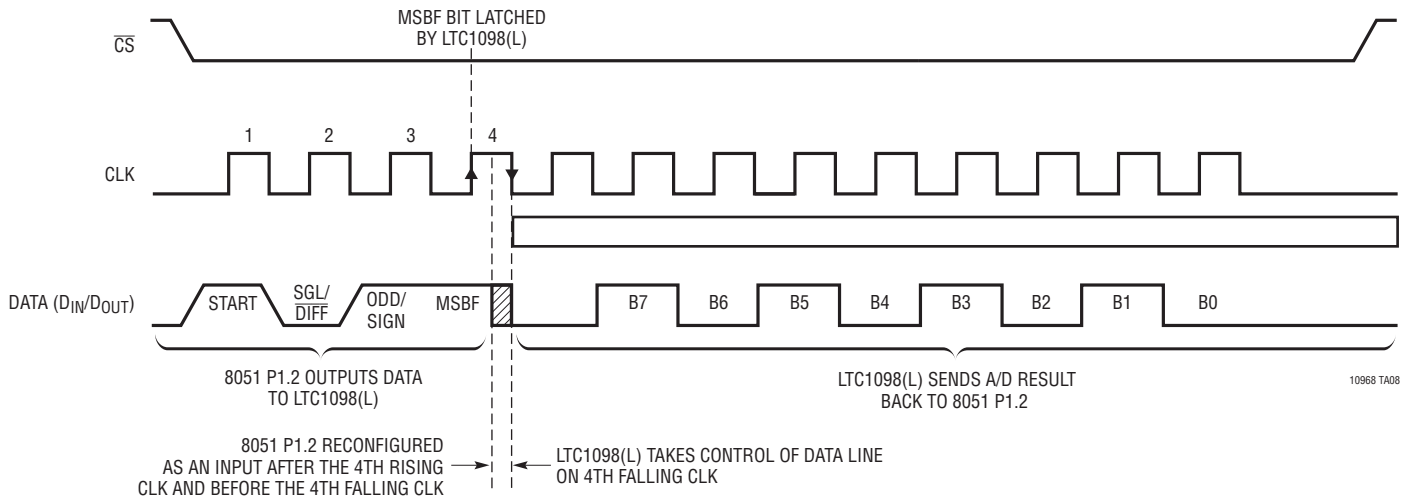 MSBF BIT LATCHED
BY LTC1098(L)
CS
1 2 3 4
CLK
DATA (DIN/DOUT)
START
SGL/
DIFF
ODD/
SIGN
MSBF
B7 B6 B5 B4 B3 B2 B1 B0
8051 P1.2 OUTPUTS DATA
TO LTC1098(L)
LTC1098(L) SENDS A/D RESULT
BACK TO 8051 P1.2
10968 TA08
8051 P1.2 RECONFIGURED
AS AN INPUT AFTER THE 4TH RISING
CLK AND BEFORE THE 4TH FALLING CLK
LTC1098(L) TAKES CONTROL OF DATA LINE
ON 4TH FALLING CLK